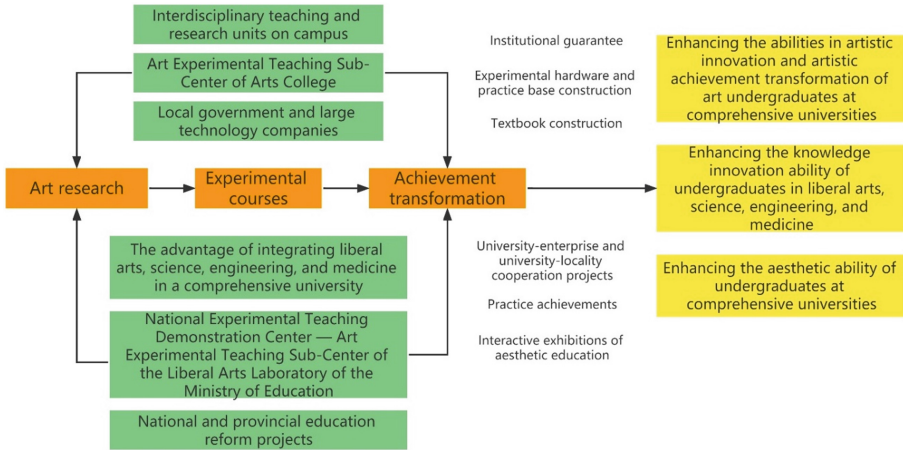 Interdisciplinary teaching and
research units on campus
Art Experimental Teaching Sub-
Center of Arts College
Local government and large
technology companies
Institutional guarantee
Experimental hardware and
practice base construction
Textbook construction
Enhancing the abilities in artistic
innovation and artistic
achievement transformation of
art undergraduates at
comprehensive universities
Art research
Experimental
courses
Achievement
transformation
Enhancing the knowledge
innovation ability of
undergraduates in liberal arts,
science, engineering, and
medicine
The advantage of integrating liberal
arts, science, engineering, and medicine
in a comprehensive university
National Experimental Teaching
Demonstration Center — Art
Experimental Teaching Sub-Center of
the Liberal Arts Laboratory of the
Ministry of Education
National and provincial education
reform projects
University-enterprise and
university-locality
cooperation projects
Practice achievements
Interactive exhibitions of
aesthetic education
Enhancing the aesthetic ability of
undergraduates at
comprehensive universities